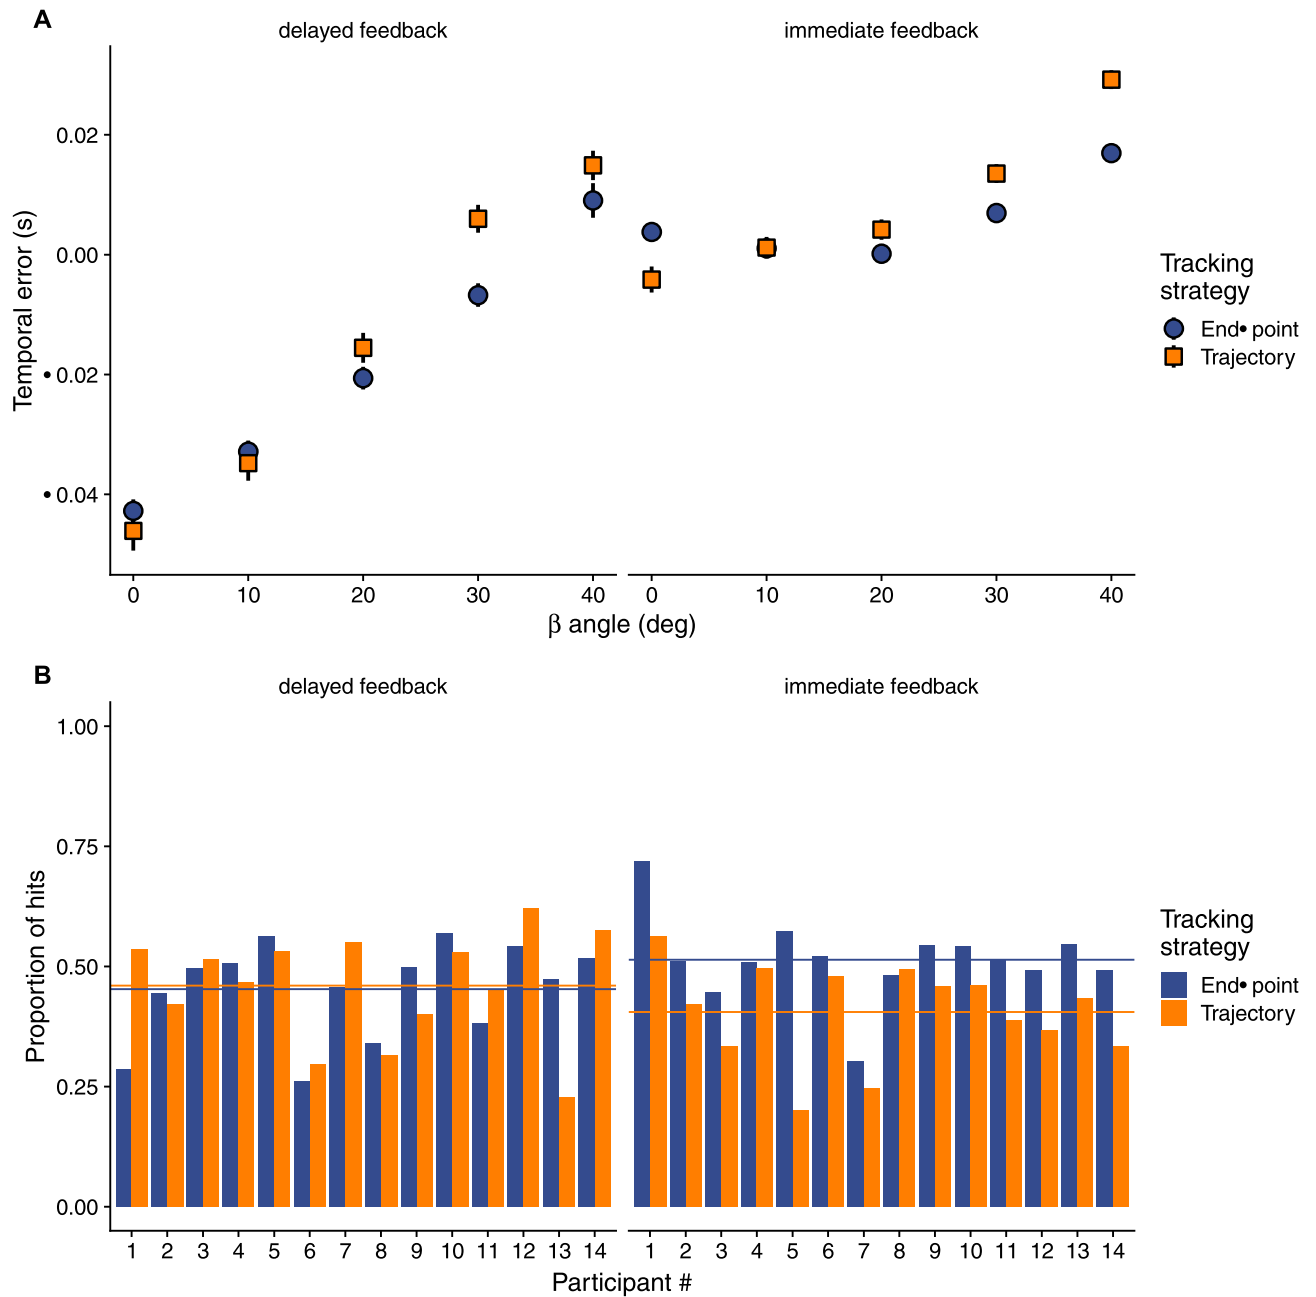 A
delayed feedback
immediate feedback
Temporal error (s)
0.02
0.00
•0.02
•0.04
0 10 20 30 40
0 10 20 30 40
β angle (deg)
Tracking
strategy
End•point
Trajectory
B
delayed feedback
immediate feedback
Proportion of hits
1.00
0.75
0.50
0.25
0.00
1 2 3 4 5 6 7 8 9 10 11 12 13 14
1 2 3 4 5 6 7 8 9 10 11 12 13 14
Participant #
Tracking
strategy
End•point
Trajectory